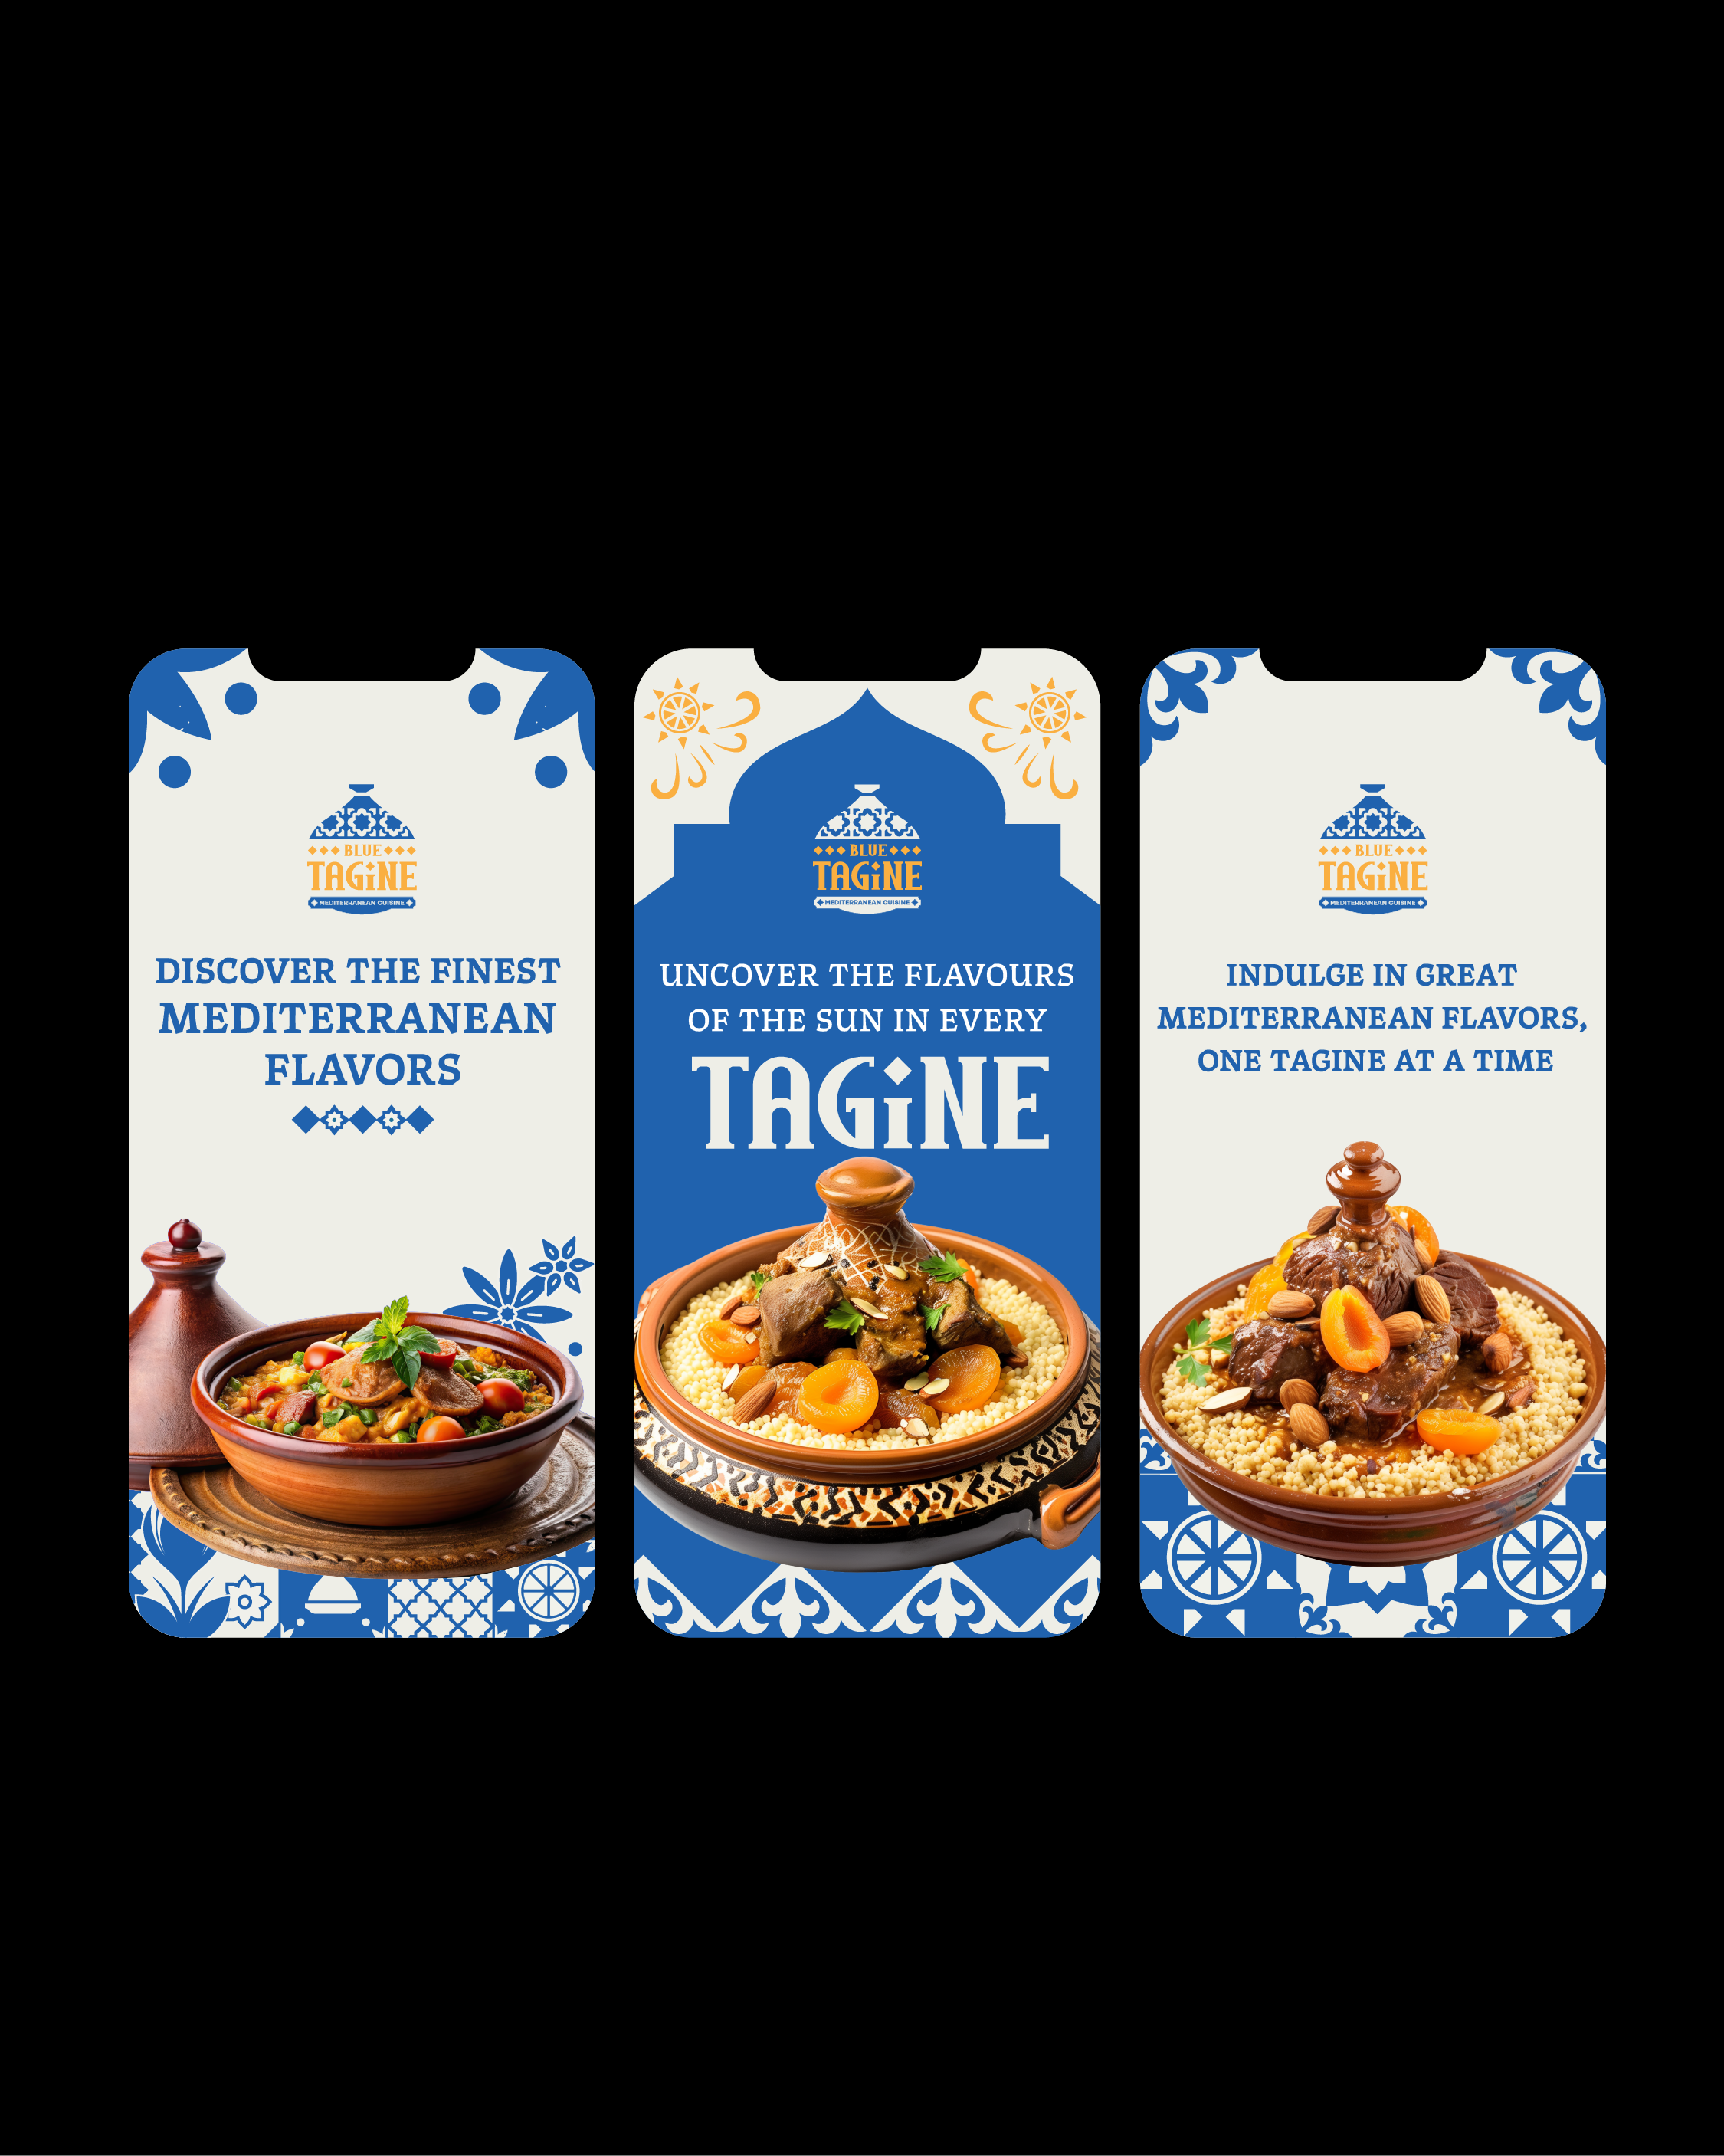 BLUE
TAGiNE
MEDITERRANEAN CUISINE
DISCOVER THE FINEST
MEDITERRANEAN
FLAVORS
BLUE
TAGiNE
MEDITERRANEAN CUISINE
UNCOVER THE FLAVOURS
OF THE SUN IN EVERY
TAGiNE
BLUE
TAGiNE
MEDITERRANEAN CUISINE
INDULGE IN GREAT
MEDITERRANEAN FLAVORS,
ONE TAGINE AT A TIME